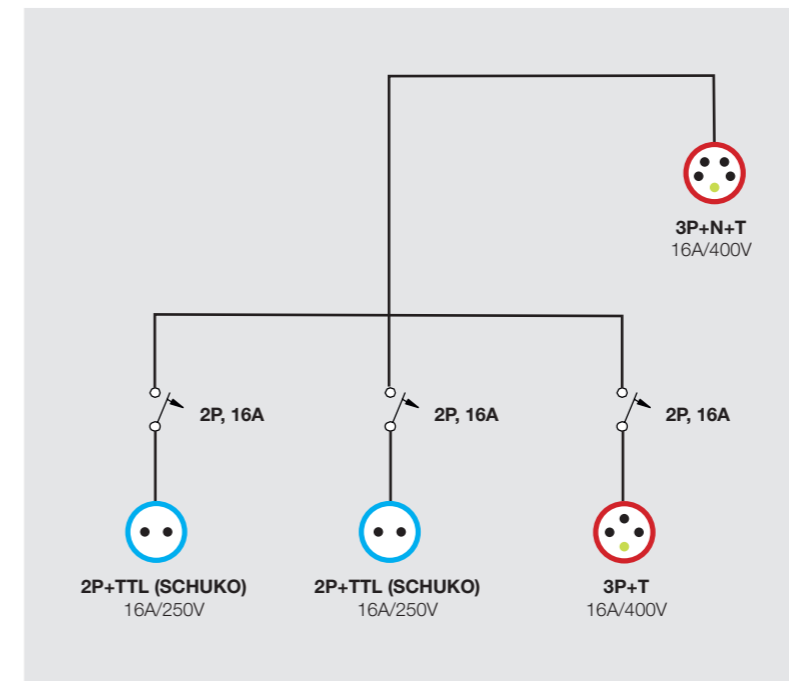 3P+N+T
16A/400V
2P, 16A
2P, 16A
2P, 16A
2P+TTL (SCHUKO)
16A/250V
2P+TTL (SCHUKO)
16A/250V
3P+T
16A/400V